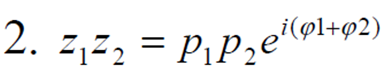 2. z₁z₂ = p₁p₂e^{i(φ1+φ2)}